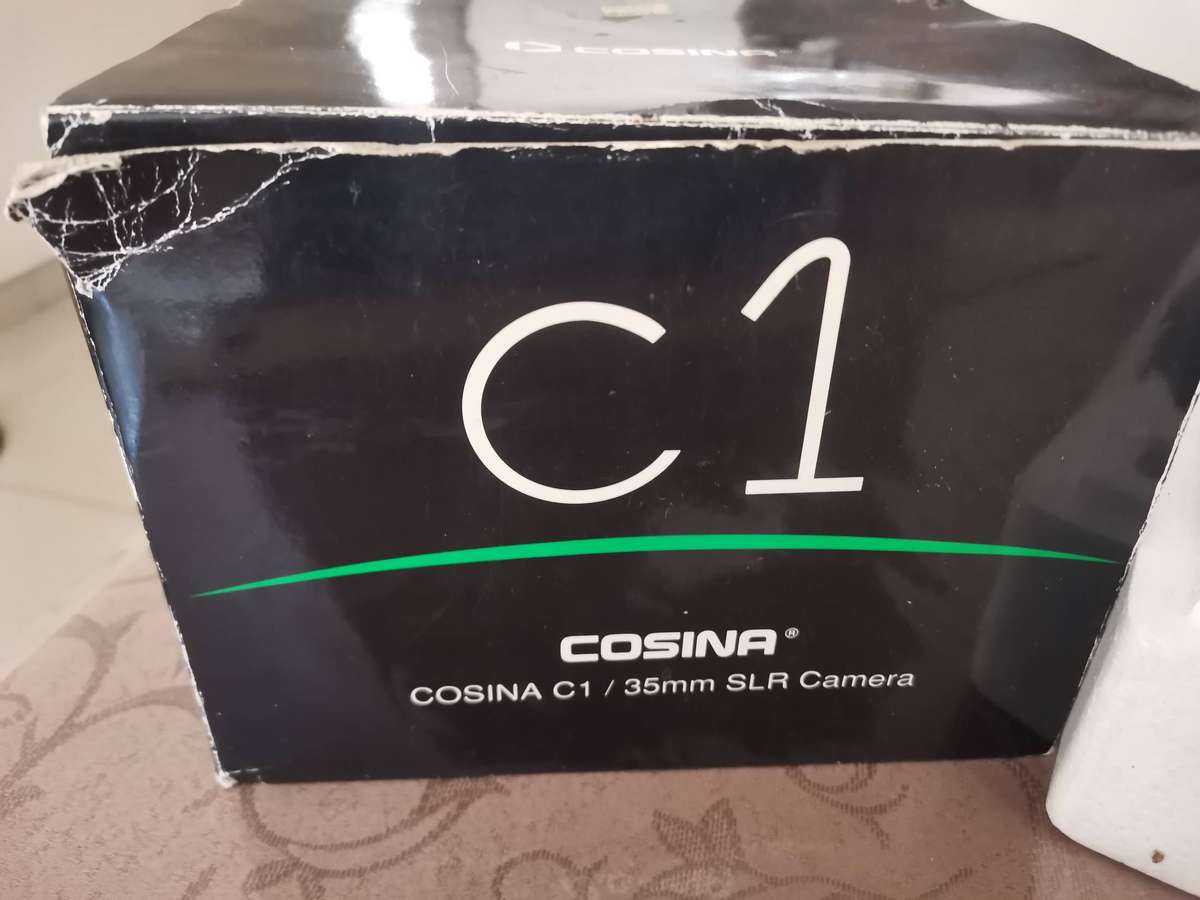 COSINA
C1
COSINA®
COSINA C1 / 35mm SLR Camera